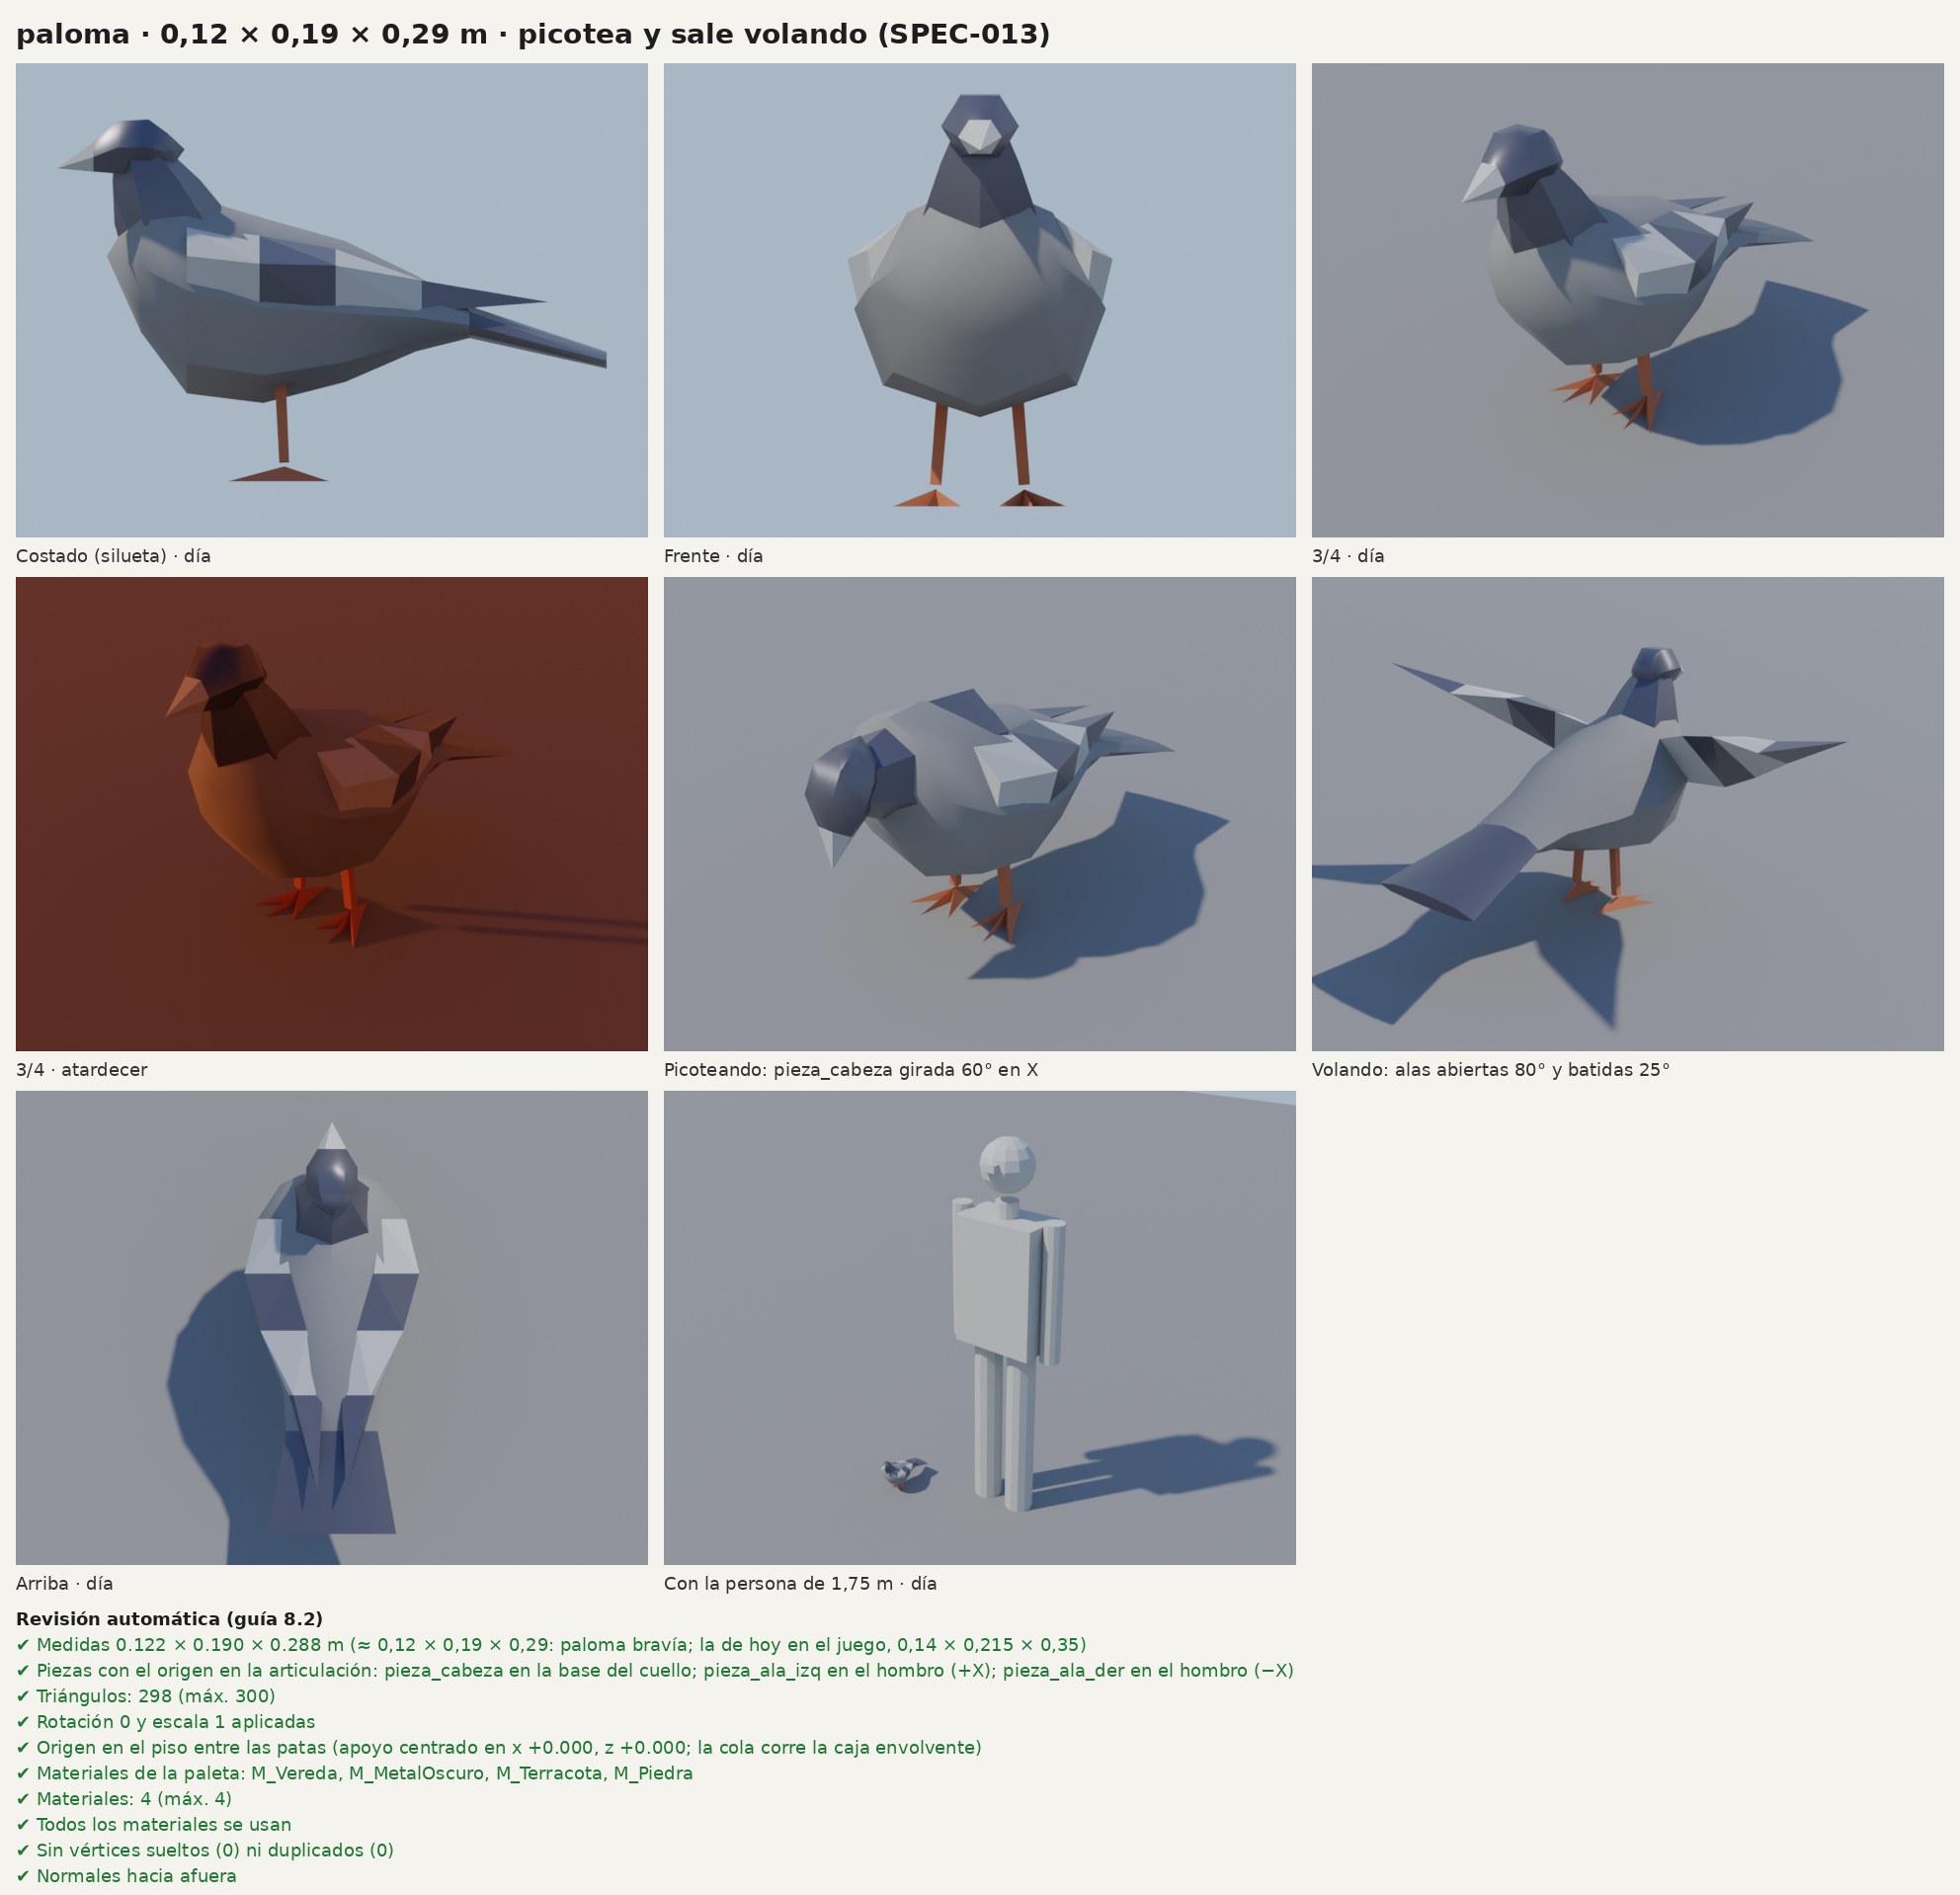 paloma · 0,12 × 0,19 × 0,29 m · picotea y sale volando (SPEC-013)
Costado (silueta) · día
Frente · día
3/4 · día
3/4 · atardecer
Picoteando: pieza_cabeza girada 60° en X
Volando: alas abiertas 80° y batidas 25°
Arriba · día
Con la persona de 1,75 m · día
Revisión automática (guía 8.2)
✔ Medidas 0.122 × 0.190 × 0.288 m (≈ 0,12 × 0,19 × 0,29: paloma bravía; la de hoy en el juego, 0,14 × 0,215 × 0,35)
✔ Piezas con el origen en la articulación: pieza_cabeza en la base del cuello; pieza_ala_izq en el hombro (+X); pieza_ala_der en el hombro (−X)
✔ Triángulos: 298 (máx. 300)
✔ Rotación 0 y escala 1 aplicadas
✔ Origen en el piso entre las patas (apoyo centrado en x +0.000, z +0.000; la cola corre la caja envolvente)
✔ Materiales de la paleta: M_Vereda, M_MetalOscuro, M_Terracota, M_Piedra
✔ Materiales: 4 (máx. 4)
✔ Todos los materiales se usan
✔ Sin vértices sueltos (0) ni duplicados (0)
✔ Normales hacia afuera